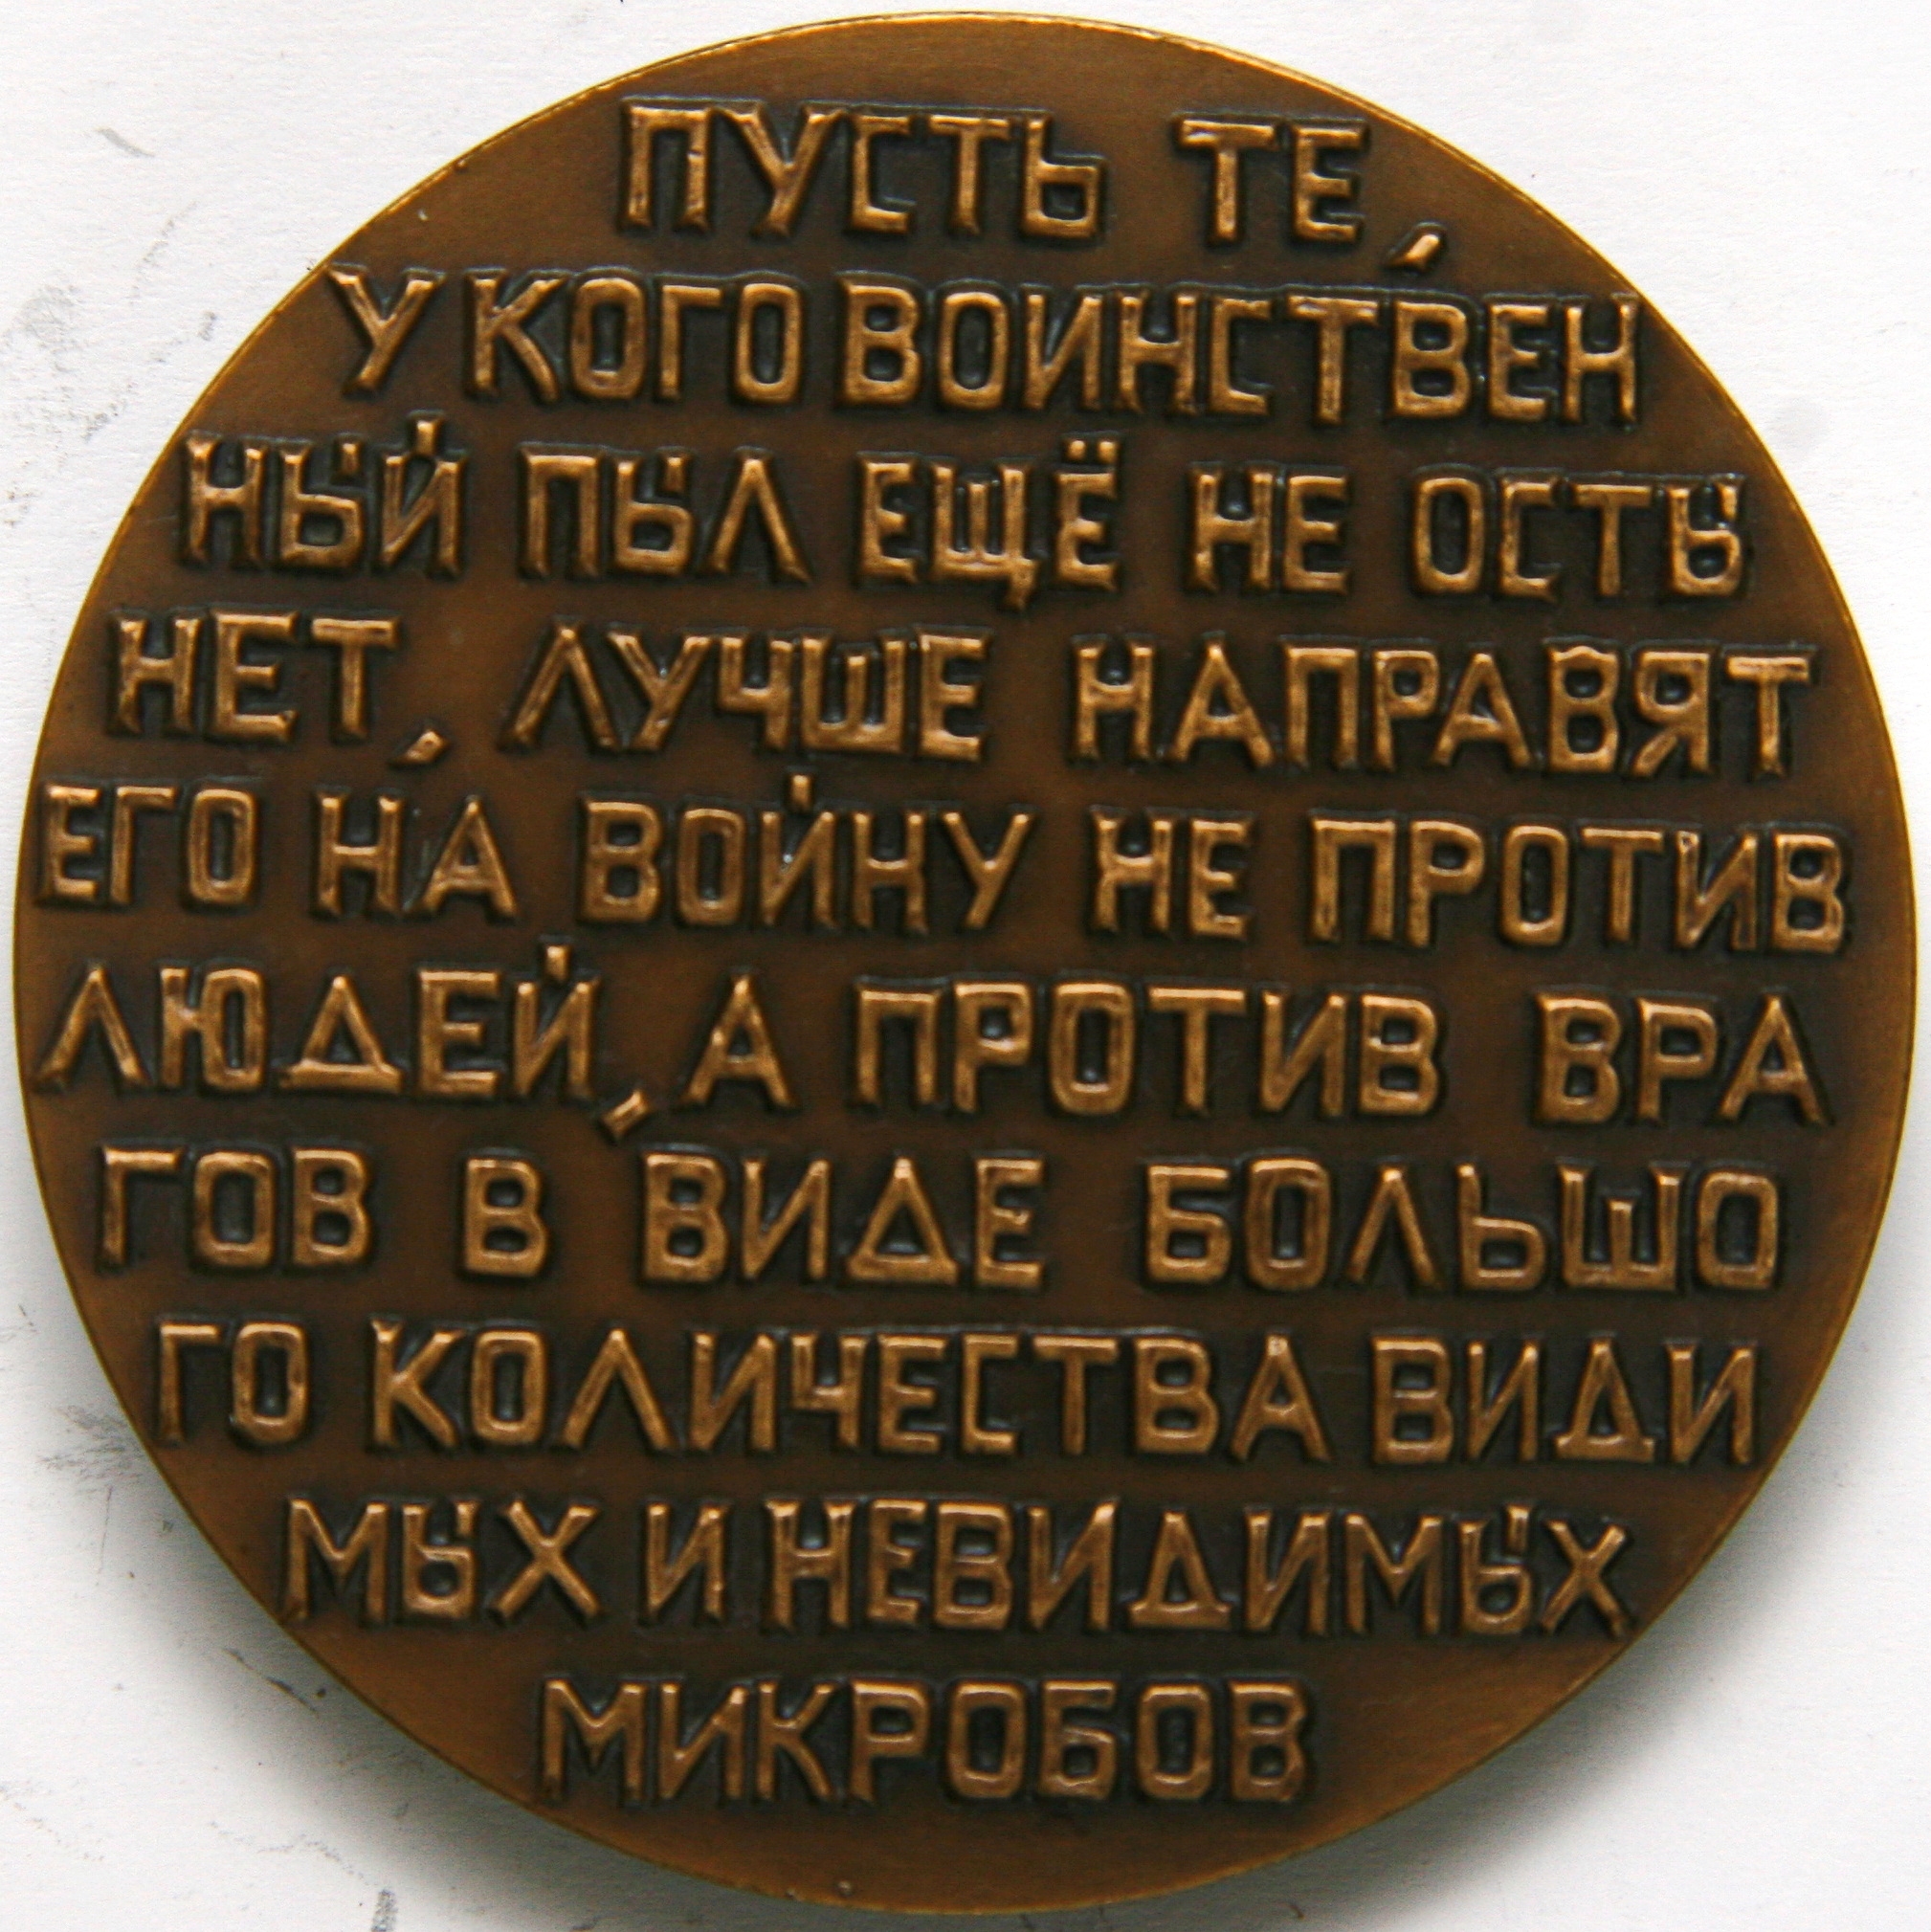 ПУСТЬ ТЕ,
У КОГО ВОИНСТВЕН
НЫЙ ПЫЛ ЕЩЁ НЕ ОСТЫ
НЕТ, ЛУЧШЕ НАПРАВЯТ
ЕГО НА ВОЙНУ НЕ ПРОТИВ
ЛЮДЕЙ, А ПРОТИВ ВРА
ГОВ В ВИДЕ БОЛЬШО
ГО КОЛИЧЕСТВА ВИДИ
МЫХ И НЕВИДИМЫХ
МИКРОБОВ